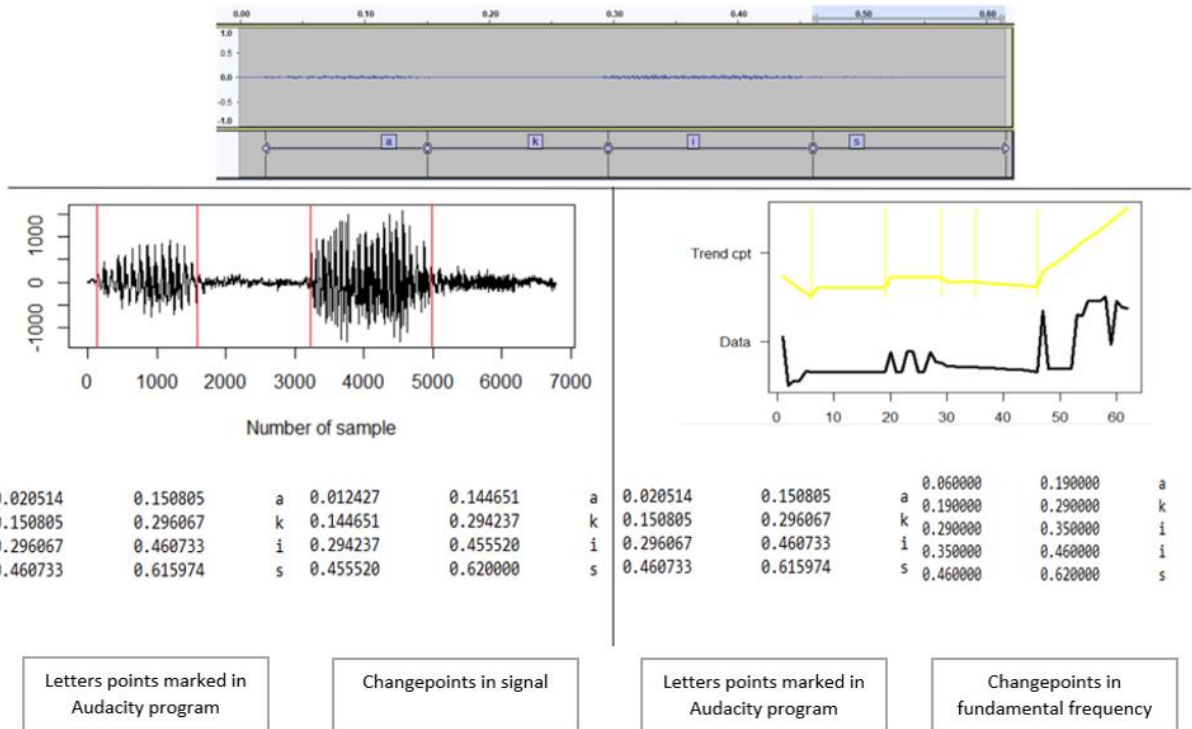 0.00 0.10 0.20 0.30 0.40 0.50 0.60
1.0
0.5
0.0
-0.5
-1.0
a k i s
1000
0
-1000
0 1000 2000 3000 4000 5000 6000 7000
Number of sample
Trend cpt
Data
0 10 20 30 40 50 60
.020514 0.150805 a
.150805 0.296067 k
.296067 0.460733 i
.460733 0.615974 s
0.012427 0.144651 a
0.144651 0.294237 k
0.294237 0.455520 i
0.455520 0.620000 s
0.020514 0.150805 a
0.150805 0.296067 k
0.296067 0.460733 i
0.460733 0.615974 s
0.060000 0.190000 a
0.190000 0.290000 k
0.290000 0.350000 i
0.350000 0.460000 i
0.460000 0.620000 s
Letters points marked in
Audacity program
Changepoints in signal
Letters points marked in
Audacity program
Changepoints in
fundamental frequency